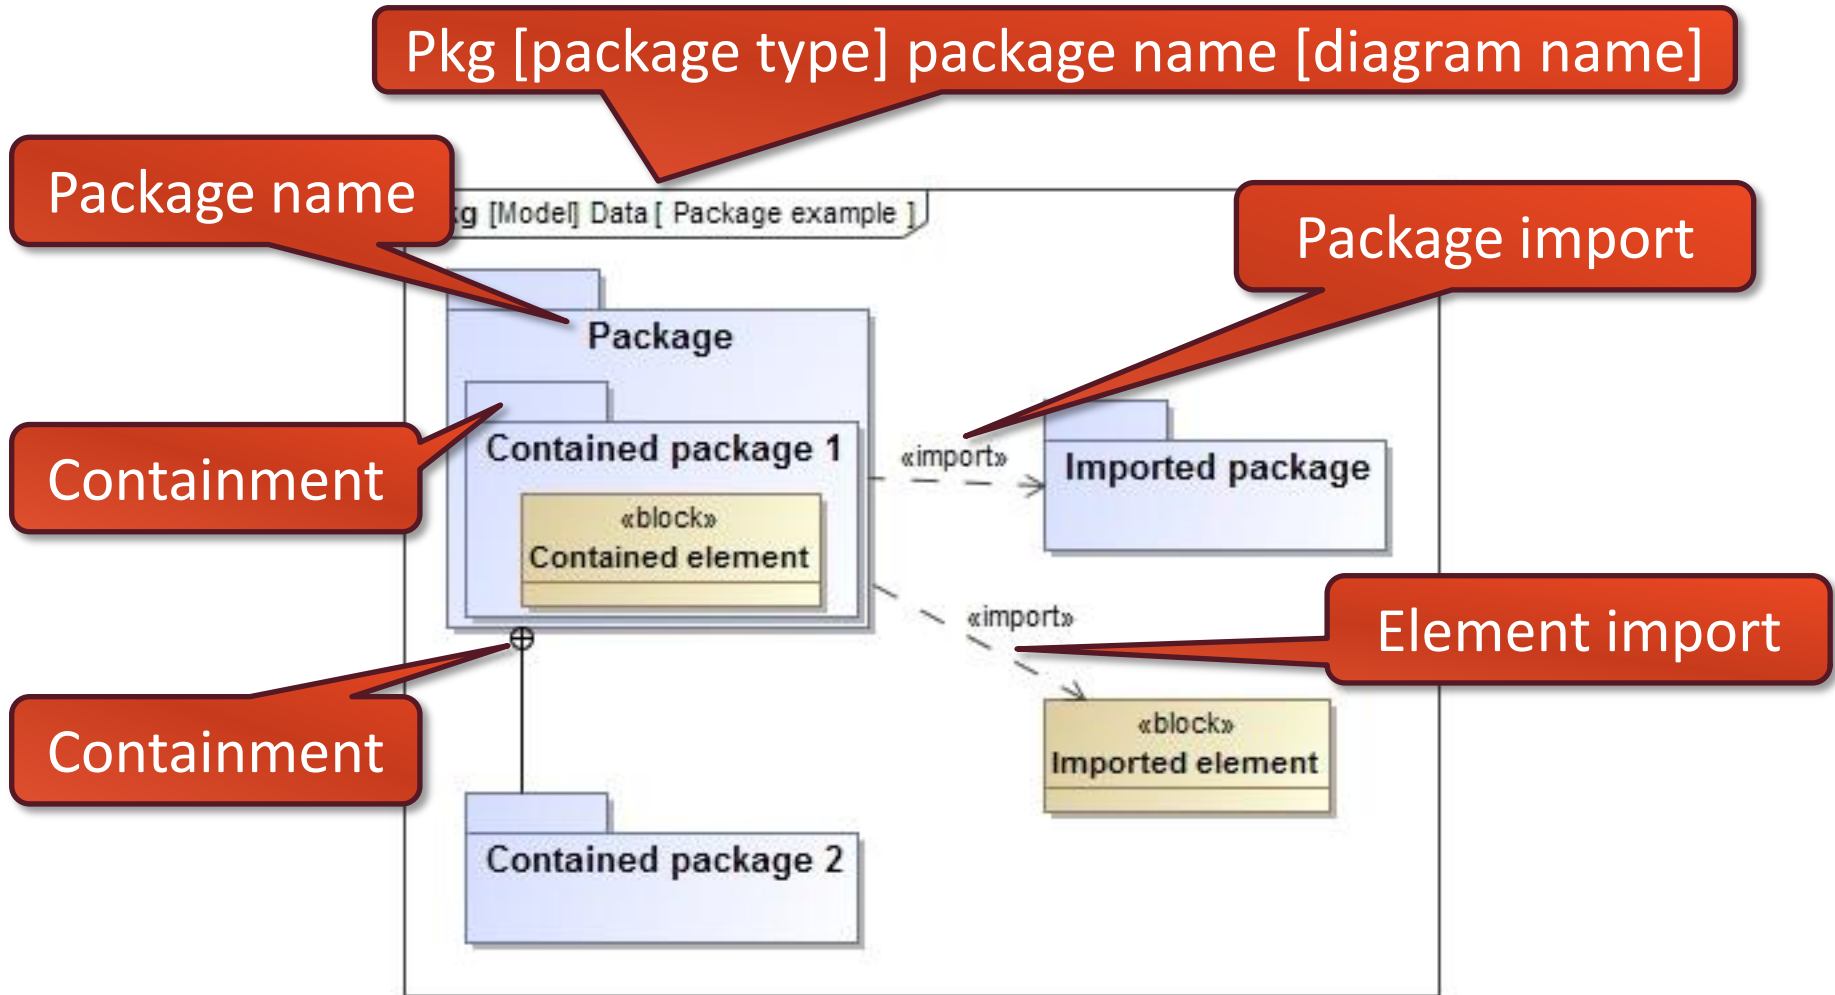 Pkg [package type] package name [diagram name]
Package name
kg [Model] Data [ Package example ]
Package import
Package
Containment
Contained package 1
«import»
Imported package
«block»
Contained element
«import»
Element import
Containment
«block»
Imported element
Contained package 2